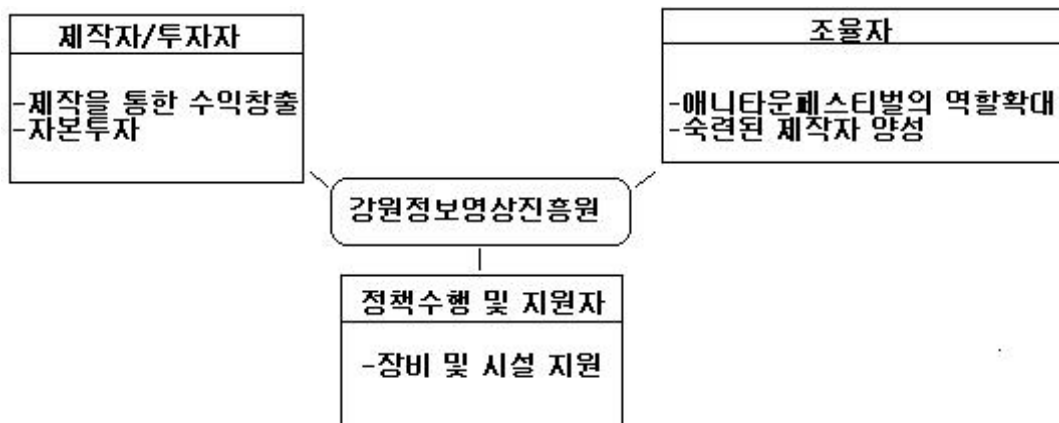 제작자/투자자
-제작을 통한 수익창출
-자본투자
조율자
-애니타운페스티벌의 역할확대
-숙련된 제작자 양성
강원정보영상진흥원
정책수행 및 지원자
-장비 및 시설 지원